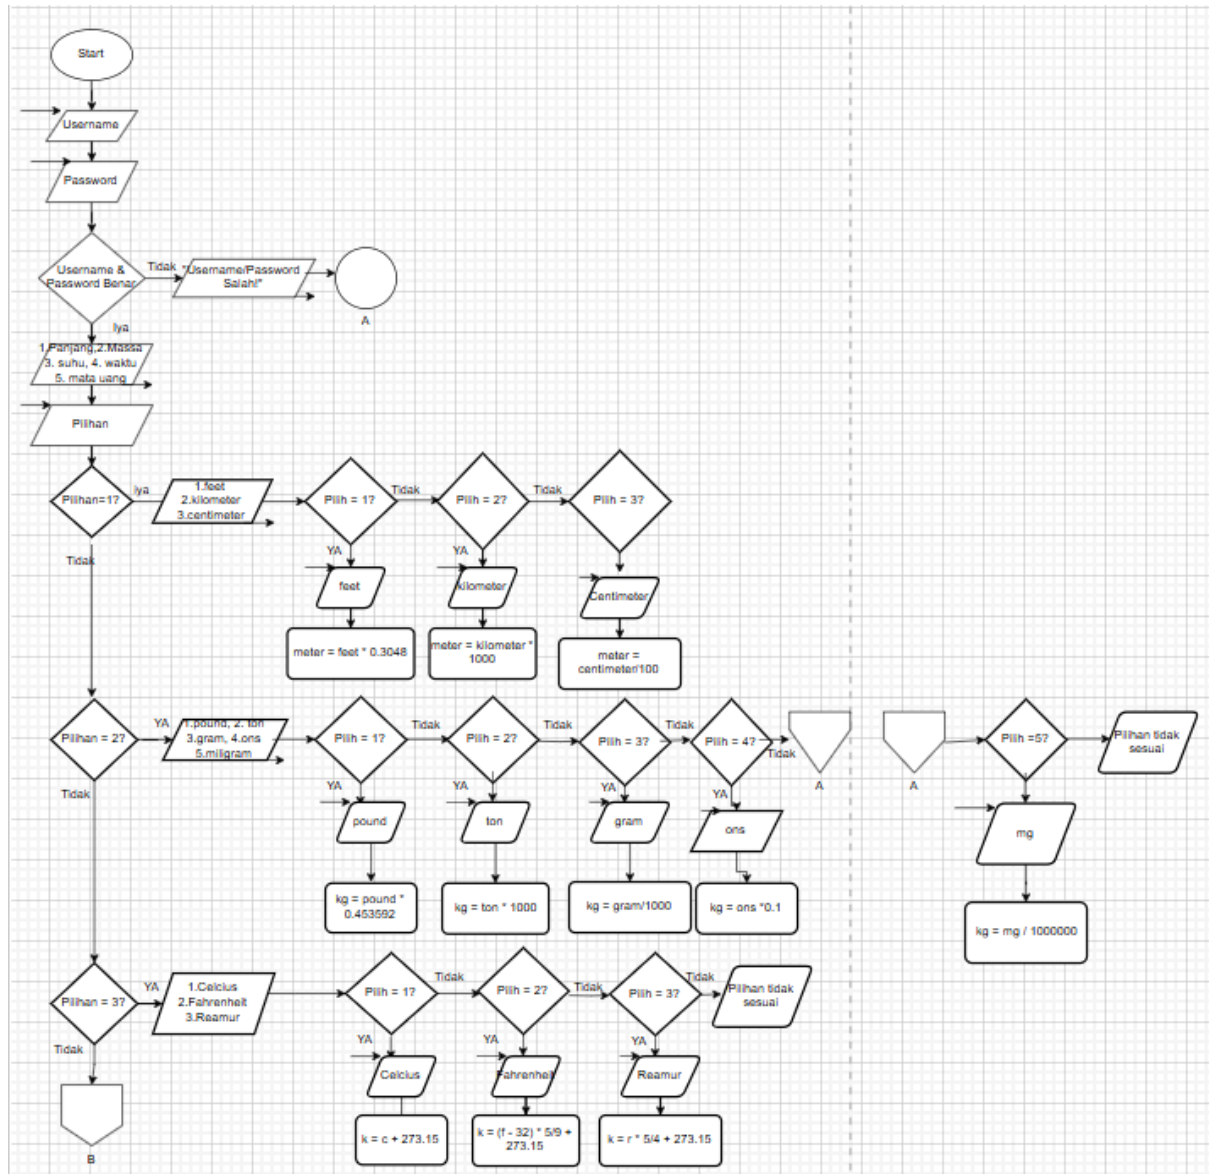 Start
Username
Password
Username &
Password Benar
Tidak
"Username/Password
Salah!"
A
Iya
1.Panjang,2.Massa
3. suhu, 4. waktu
5. mata uang
Pilihan
Pilihan=1?
Iya
1.feet
2.kilometer
3.centimeter
Pilih = 1?
Tidak
Pilih = 2?
Tidak
Pilih = 3?
Tidak
YA
feet
YA
kilometer
Centimeter
meter = feet * 0.3048
meter = kilometer *
1000
meter =
centimeter/100
Pilihan = 2?
YA
1.pound, 2. ton
3.gram, 4.ons
5.miligram
Pilih = 1?
Tidak
Pilih = 2?
Tidak
Pilih = 3?
Tidak
Pilih = 4?
Tidak
A
A
Pilih =5?
Pilihan tidak
sesuai
Tidak
YA
pound
YA
ton
YA
gram
YA
ons
mg
kg = pound *
0.453592
kg = ton * 1000
kg = gram/1000
kg = ons *0.1
kg = mg / 1000000
Pilihan = 3?
YA
1.Celcius
2.Fahrenheit
3.Reamur
Pilih = 1?
Tidak
Pilih = 2?
Tidak
Pilih = 3?
Tidak
Pilihan tidak
sesuai
Tidak
YA
Celcius
YA
Fahrenheit
YA
Reamur
k = c + 273.15
k = (f - 32) * 5/9 +
273.15
k = r * 5/4 + 273.15
B